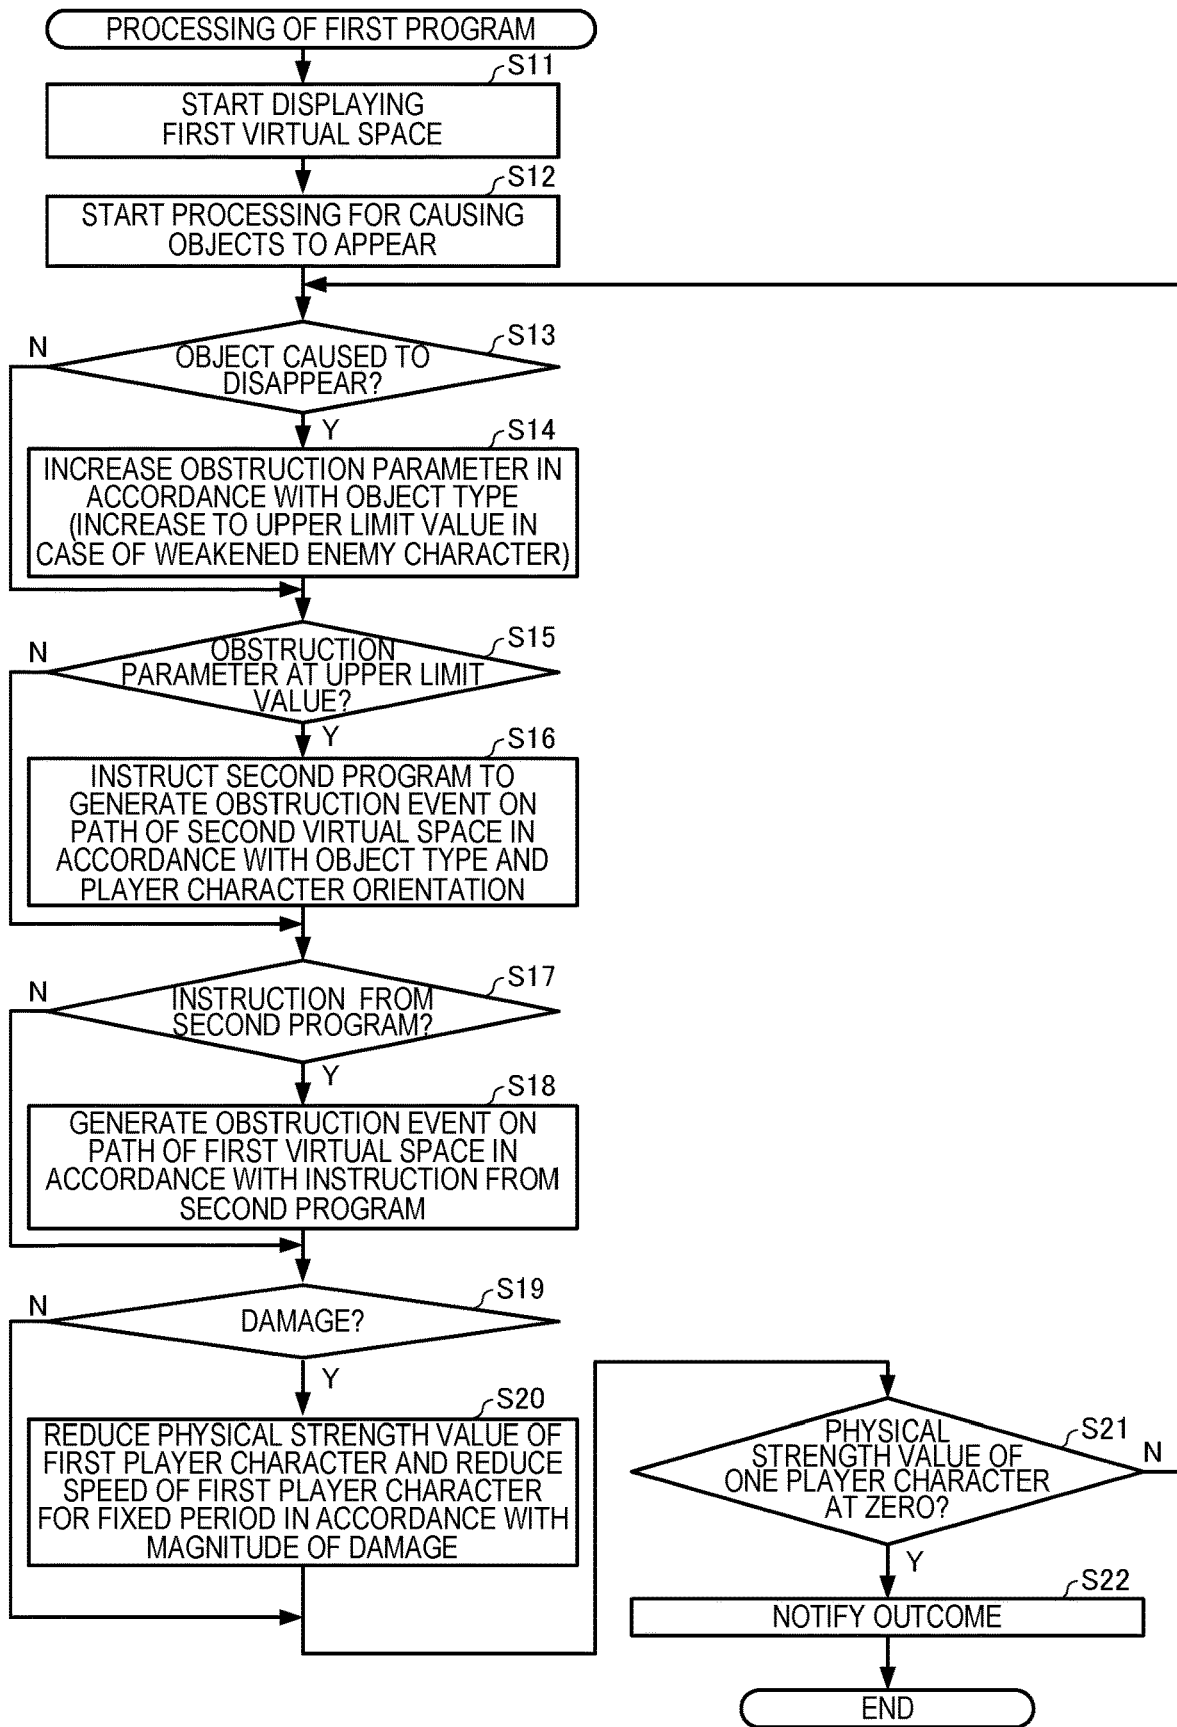 PROCESSING OF FIRST PROGRAM
S11
START DISPLAYING
FIRST VIRTUAL SPACE
S12
START PROCESSING FOR CAUSING
OBJECTS TO APPEAR
S13
N
OBJECT CAUSED TO
DISAPPEAR?
Y
S14
INCREASE OBSTRUCTION PARAMETER IN
ACCORDANCE WITH OBJECT TYPE
(INCREASE TO UPPER LIMIT VALUE IN
CASE OF WEAKENED ENEMY CHARACTER)
S15
N
OBSTRUCTION
PARAMETER AT UPPER LIMIT
VALUE?
Y
S16
INSTRUCT SECOND PROGRAM TO
GENERATE OBSTRUCTION EVENT ON
PATH OF SECOND VIRTUAL SPACE IN
ACCORDANCE WITH OBJECT TYPE AND
PLAYER CHARACTER ORIENTATION
S17
N
INSTRUCTION FROM
SECOND PROGRAM?
Y
S18
GENERATE OBSTRUCTION EVENT ON
PATH OF FIRST VIRTUAL SPACE IN
ACCORDANCE WITH INSTRUCTION FROM
SECOND PROGRAM
S19
N
DAMAGE?
Y
S20
REDUCE PHYSICAL STRENGTH VALUE OF
FIRST PLAYER CHARACTER AND REDUCE
SPEED OF FIRST PLAYER CHARACTER
FOR FIXED PERIOD IN ACCORDANCE WITH
MAGNITUDE OF DAMAGE
S21
PHYSICAL
STRENGTH VALUE OF
ONE PLAYER CHARACTER
AT ZERO?
N
Y
S22
NOTIFY OUTCOME
END